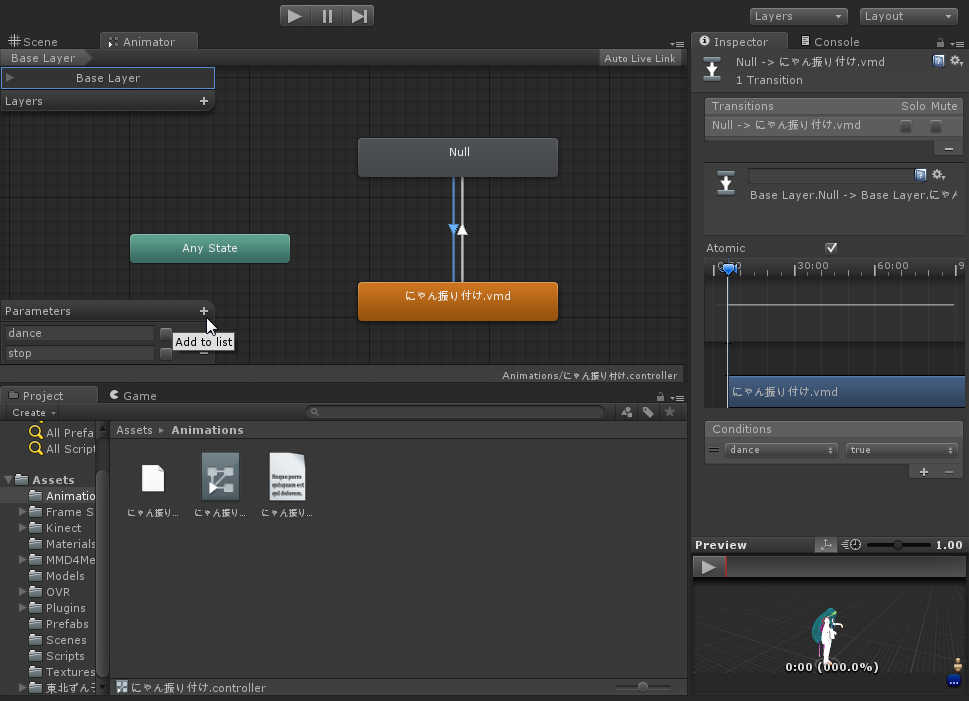 Layers
Layout
Scene
Animator
Inspector
Console
Base Layer
Auto Live Link
Base Layer
Layers
Null
Any State
にゃん振り付け.vmd
Parameters
dance
stop
Add to list
Animations/にゃん振り付け.controller
Null -> にゃん振り付け.vmd
1 Transition
Transitions
Solo
Mute
Null -> にゃん振り付け.vmd
Base Layer.Null -> Base Layer.にゃ
Atomic
30:00
60:00
にゃん振り付け.vmd
Conditions
dance
true
Project
Game
Create
All Prefa
All Script
Assets
Animatio
Frame S
Kinect
Materials
MMD4Me
Models
OVR
Plugins
Prefabs
Scenes
Scripts
Textures
東北ずん子
Assets ▸ Animations
にゃん振り...
にゃん振り...
にゃん振り...
にゃん振り付け.controller
Preview
1.00
0:00 (000.0%)